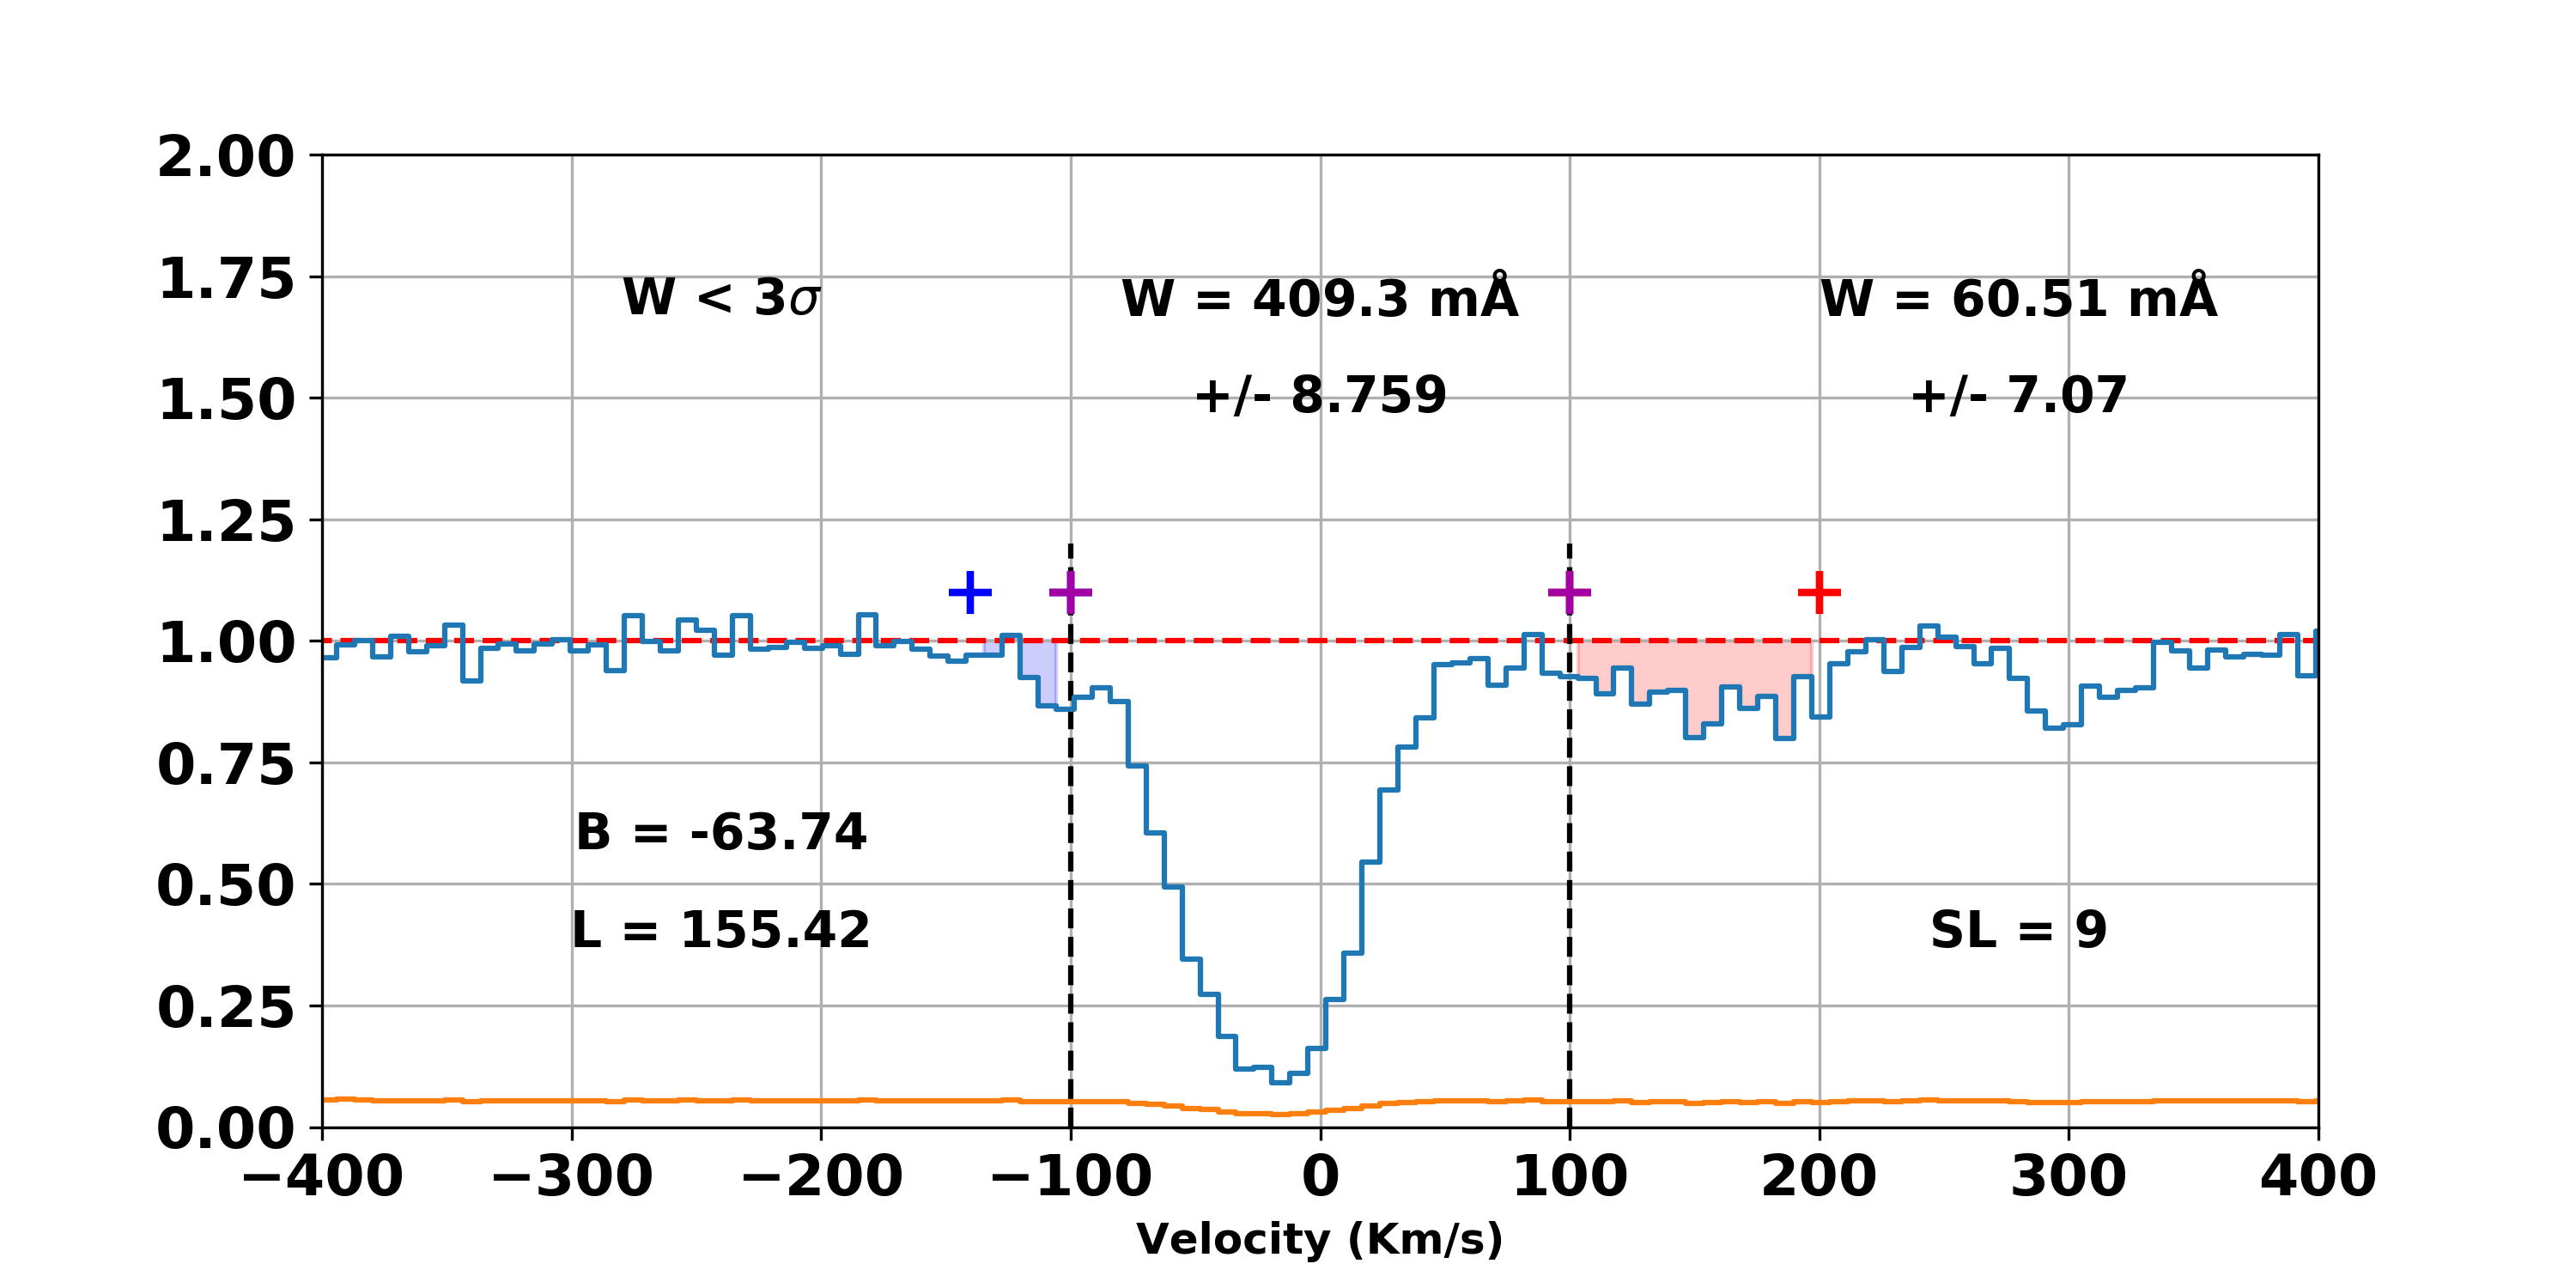 2.00
1.75
1.50
1.25
1.00
0.75
0.50
0.25
0.00
W < 3σ
W = 409.3 mÅ
+/- 8.759
W = 60.51 mÅ
+/- 7.07
B = -63.74
L = 155.42
SL = 9
−400 −300 −200 −100 0 100 200 300 400
Velocity (Km/s)